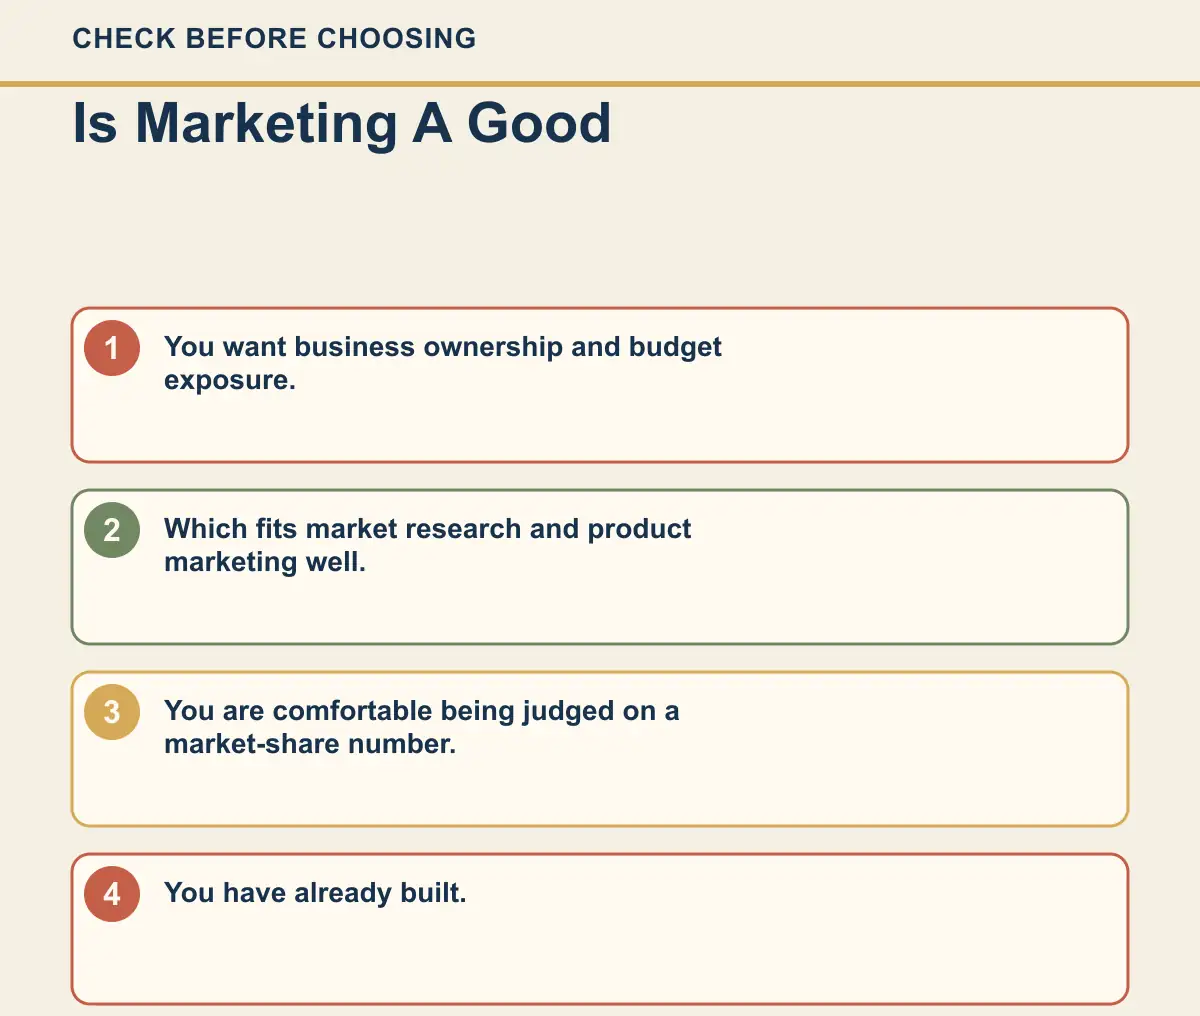 CHECK BEFORE CHOOSING
Is Marketing A Good
1
You want business ownership and budget
exposure.
2
Which fits market research and product
marketing well.
3
You are comfortable being judged on a
market-share number.
4
You have already built.